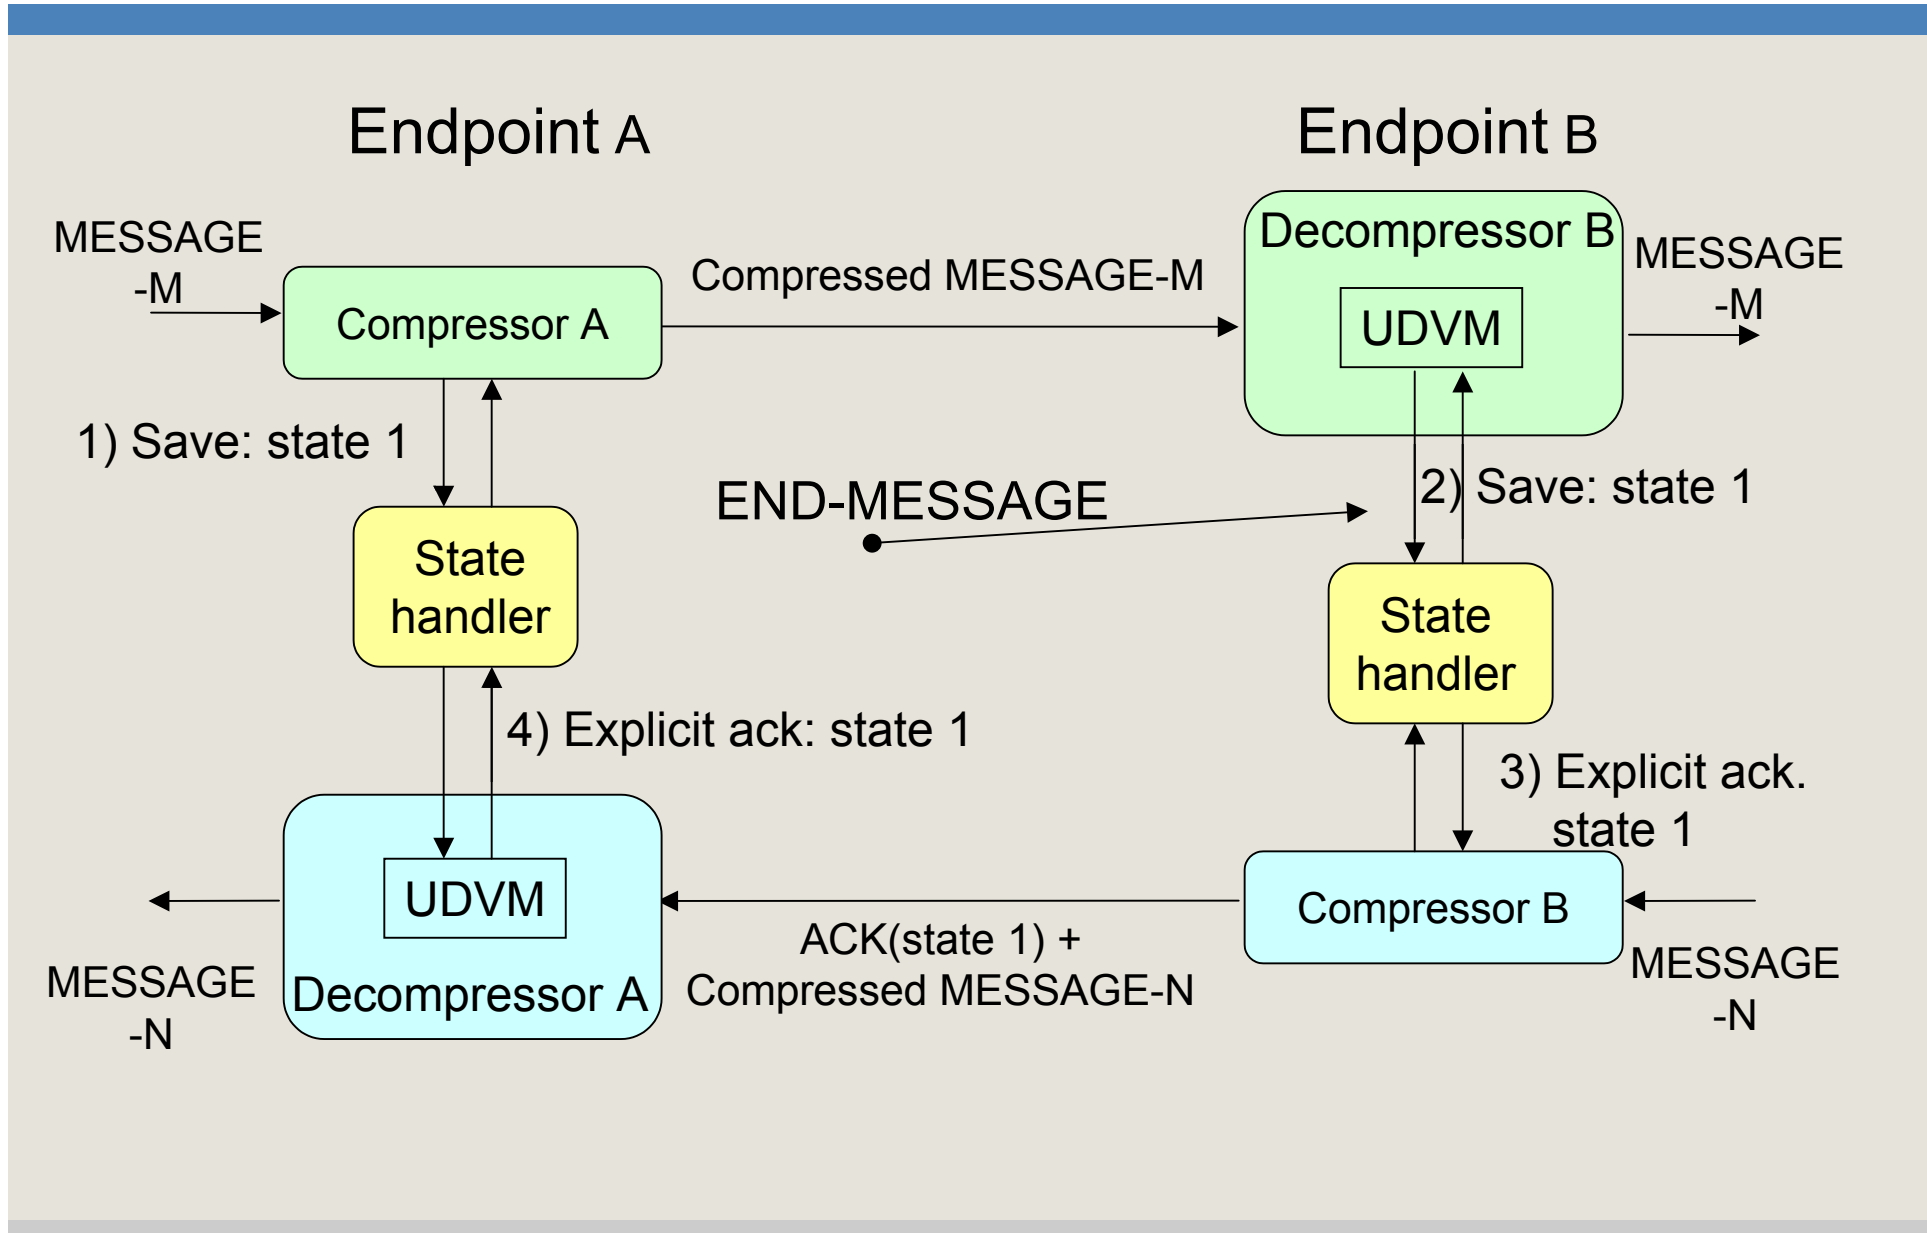 Endpoint A
Endpoint B
MESSAGE
-M
Compressor A
Compressed MESSAGE-M
Decompressor B
UDVM
MESSAGE
-M
1) Save: state 1
END-MESSAGE
2) Save: state 1
State
handler
State
handler
4) Explicit ack: state 1
3) Explicit ack.
state 1
UDVM
Decompressor A
MESSAGE
-N
ACK(state 1) +
Compressed MESSAGE-N
Compressor B
MESSAGE
-N